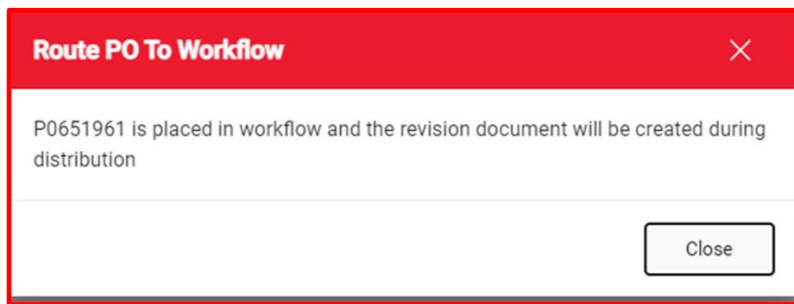 Route PO To Workflow
P0651961 is placed in workflow and the revision document will be created during
distribution
Close